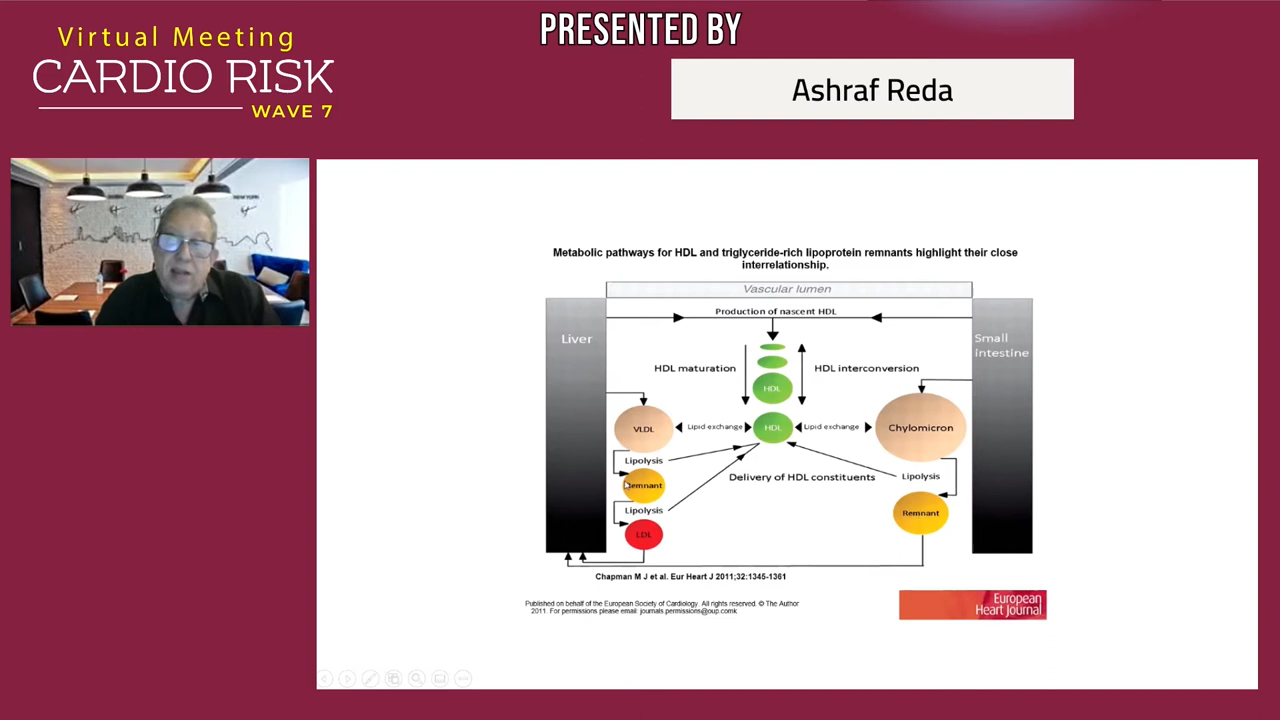 PRESENTED BY
Virtual Meeting
CARDIO RISK
WAVE 7
Ashraf Reda
NEW YORK
Metabolic pathways for HDL and triglyceride-rich lipoprotein remnants highlight their close
interrelationship.
Vascular lumen
Production of nascent HDL
Liver
Small
intestine
HDL maturation
HDL interconversion
HDL
VLDL
Lipid exchange
HDL
Lipid exchange
Chylomicron
Lipolysis
Delivery of HDL constituents
Lipolysis
Remnant
Lipolysis
Remnant
LDL
Chapman M J et al. Eur Heart J 2011;32:1345-1361
Published on behalf of the European Society of Cardiology. All rights reserved. © The Author
2011. For permissions please email: journals.permissions@oup.comk
European
Heart Journal